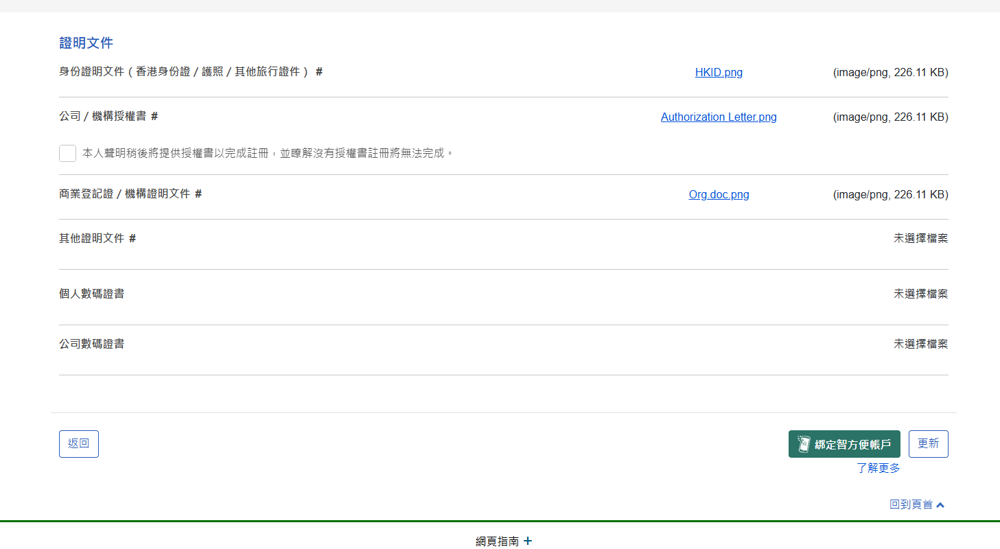 證明文件
身份證明文件 ( 香港身份證 / 護照 / 其他旅行證件 ) # HKID.png (image/png, 226.11 KB)
公司 / 機構授權書 # Authorization Letter.png (image/png, 226.11 KB)
本人聲明稍後將提供授權書以完成註冊，並瞭解沒有授權書註冊將無法完成。
商業登記證 / 機構證明文件 # Org.doc.png (image/png, 226.11 KB)
其他證明文件 # 未選擇檔案
個人數碼證書 未選擇檔案
公司數碼證書 未選擇檔案
返回 綁定智方便帳戶 更新
了解更多
回到頁首
網頁指南 +